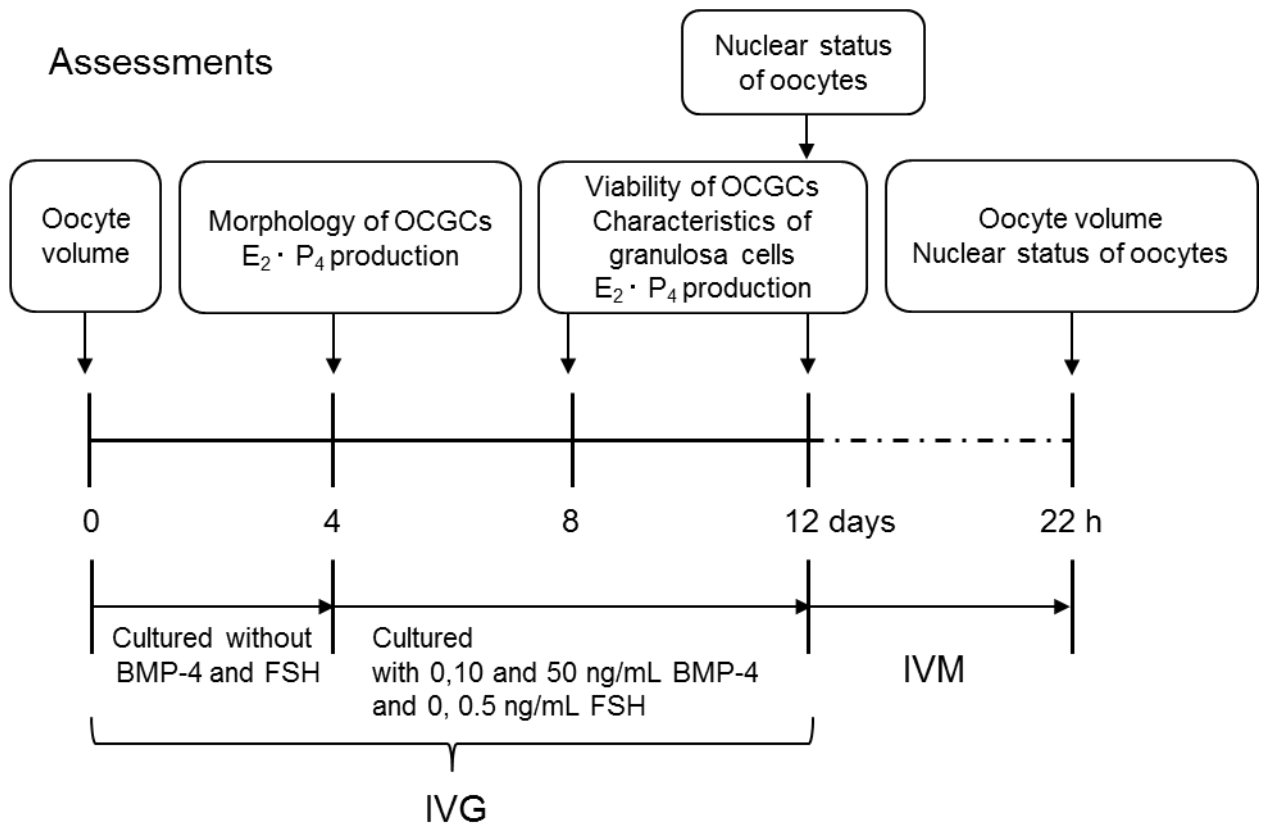 Assessments
Nuclear status
of oocytes
Oocyte
volume
Morphology of OCGCs
E₂・P₄ production
Viability of OCGCs
Characteristics of
granulosa cells
E₂・P₄ production
Oocyte volume
Nuclear status of oocytes
0
4
8
12 days
22 h
Cultured without
BMP-4 and FSH
Cultured
with 0,10 and 50 ng/mL BMP-4
and 0, 0.5 ng/mL FSH
IVM
IVG